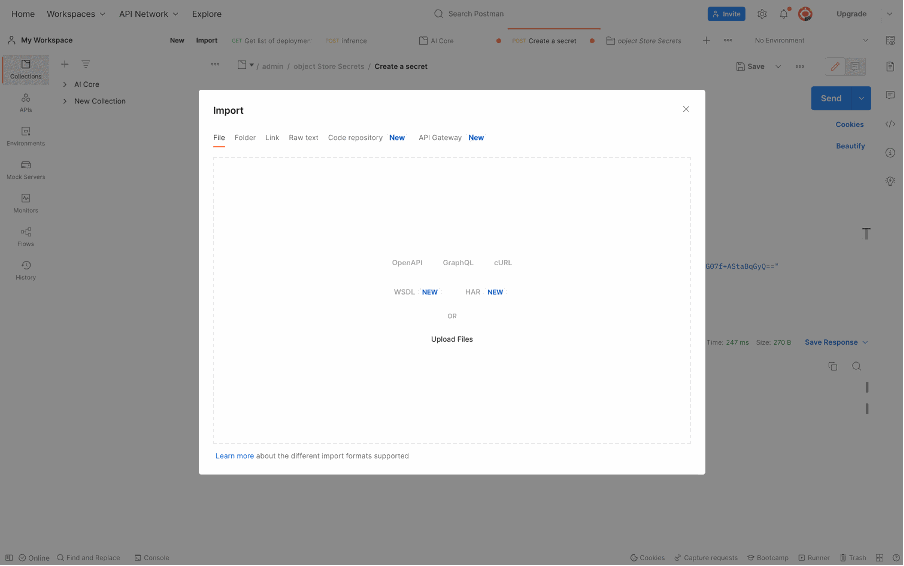 Home Workspaces API Network Explore Search Postman Invite Upgrade
My Workspace New Import GET Get list of deploymen POST Infrence AI Core POST Create a secret object Store Secrets No Environment
/ admin / object Store Secrets / Create a secret Save
Collections
AI Core
New Collection
APIs
Environments
Mock Servers
Monitors
Flows
History
Send
Cookies
Beautify
607f+AStaBqGyQ=="
Time: 247 ms Size: 270 B Save Response
Import
File Folder Link Raw text Code repository New API Gateway New
OpenAPI GraphQL cURL
WSDL NEW HAR NEW
OR
Upload Files
Learn more about the different import formats supported
Online Find and Replace Console Cookies Capture requests Bootcamp Runner Trash